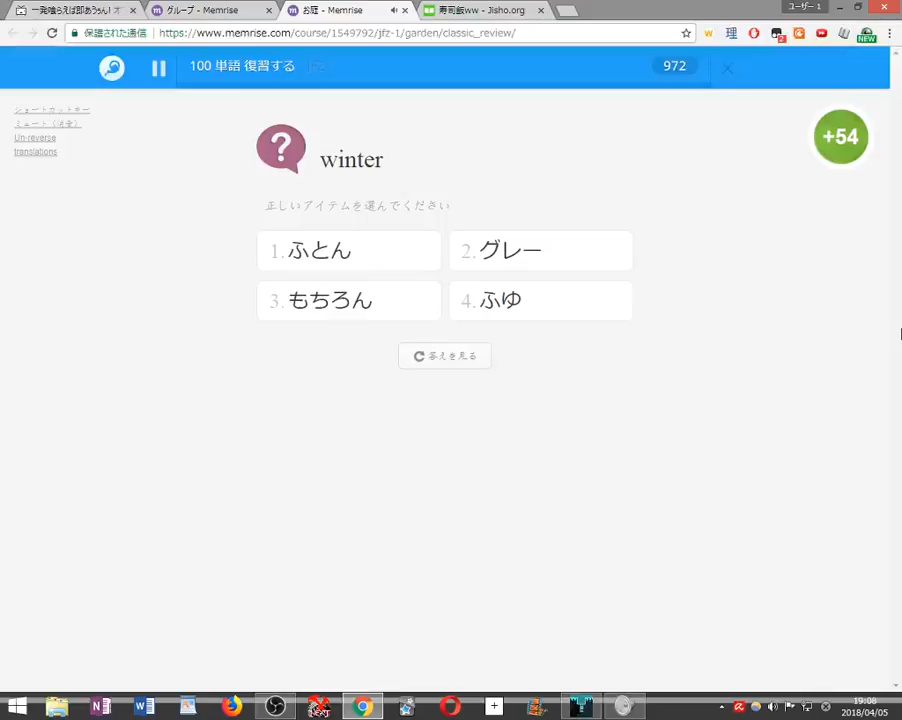 一発喰らえば即あうぅん! オ
グループ - Memrise
お庭 - Memrise
寿司飯ww - Jisho.org
ユーザー 1
保護された通信
https://www.memrise.com/course/1549792/jfz-1/garden/classic_review/
100 単語 復習する
972
ショートカットキー
ミュート (完全)
Un-reverse
translations
+54
?
winter
正しいアイテムを選んでください
1. ふとん
2. グレー
3. もちろん
4. ふゆ
答えを見る
19:08
2018/04/05